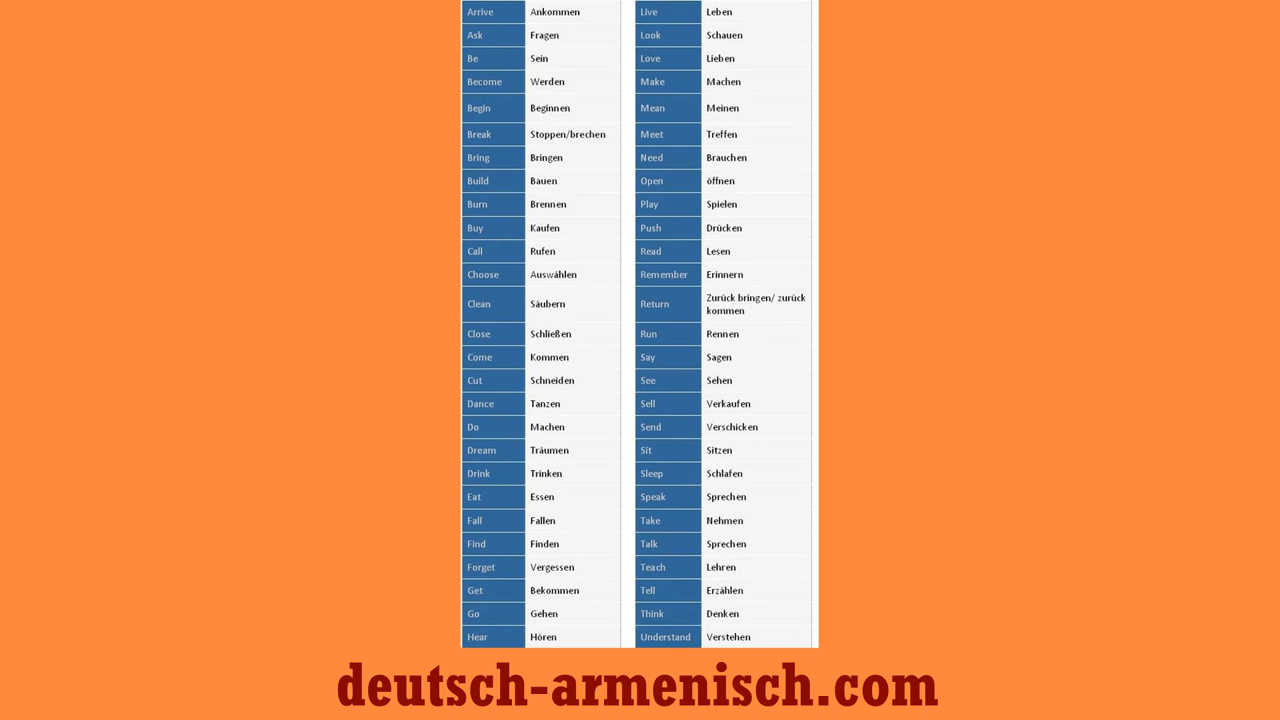 Arrive Ankommen Live Leben
Ask Fragen Look Schauen
Be Sein Love Lieben
Become Werden Make Machen
Begin Beginnen Mean Meinen
Break Stoppen/brechen Meet Treffen
Bring Bringen Need Brauchen
Build Bauen Open öffnen
Burn Brennen Play Spielen
Buy Kaufen Push Drücken
Call Rufen Read Lesen
Choose Auswählen Remember Erinnern
Clean Säubern Return Zurück bringen/ zurück
kommen
Close Schließen Run Rennen
Come Kommen Say Sagen
Cut Schneiden See Sehen
Dance Tanzen Sell Verkaufen
Do Machen Send Verschicken
Dream Träumen Sit Sitzen
Drink Trinken Sleep Schlafen
Eat Essen Speak Sprechen
Fall Fallen Take Nehmen
Find Finden Talk Sprechen
Forget Vergessen Teach Lehren
Get Bekommen Tell Erzählen
Go Gehen Think Denken
Hear Hören Understand Verstehen
deutsch-armenisch.com